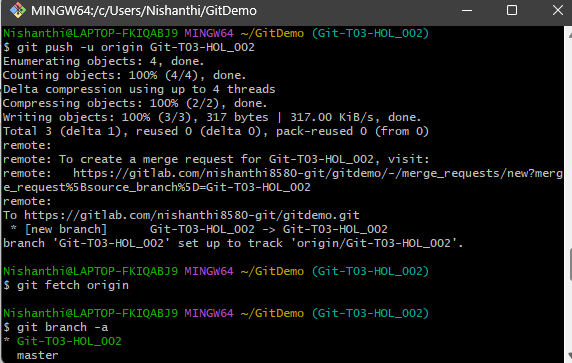 MINGW64:/c/Users/Nishanthi/GitDemo
Nishanthi@LAPTOP-FKIQABJ9 MINGW64 ~/GitDemo (Git-T03-HOL_002)
$ git push -u origin Git-T03-HOL_002
Enumerating objects: 4, done.
Counting objects: 100% (4/4), done.
Delta compression using up to 4 threads
Compressing objects: 100% (2/2), done.
Writing objects: 100% (3/3), 317 bytes | 317.00 KiB/s, done.
Total 3 (delta 1), reused 0 (delta 0), pack-reused 0 (from 0)
remote:
remote: To create a merge request for Git-T03-HOL_002, visit:
remote:   https://gitlab.com/nishanthi8580-git/gitdemo/-/merge_requests/new?merg
e_request%5Bsource_branch%5D=Git-T03-HOL_002
remote:
To https://gitlab.com/nishanthi8580-git/gitdemo.git
 * [new branch]      Git-T03-HOL_002 -> Git-T03-HOL_002
branch 'Git-T03-HOL_002' set up to track 'origin/Git-T03-HOL_002'.
Nishanthi@LAPTOP-FKIQABJ9 MINGW64 ~/GitDemo (Git-T03-HOL_002)
$ git fetch origin
Nishanthi@LAPTOP-FKIQABJ9 MINGW64 ~/GitDemo (Git-T03-HOL_002)
$ git branch -a
* Git-T03-HOL_002
  master